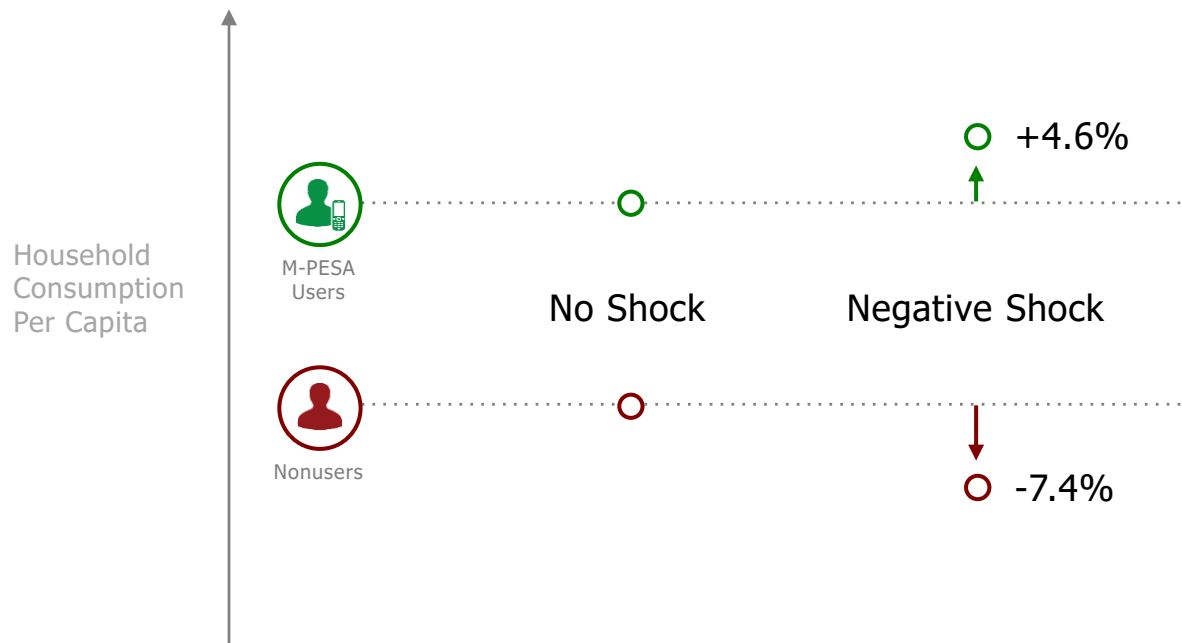 +4.6%
Household
Consumption
Per Capita
M-PESA
Users
No Shock
Negative Shock
Nonusers
-7.4%